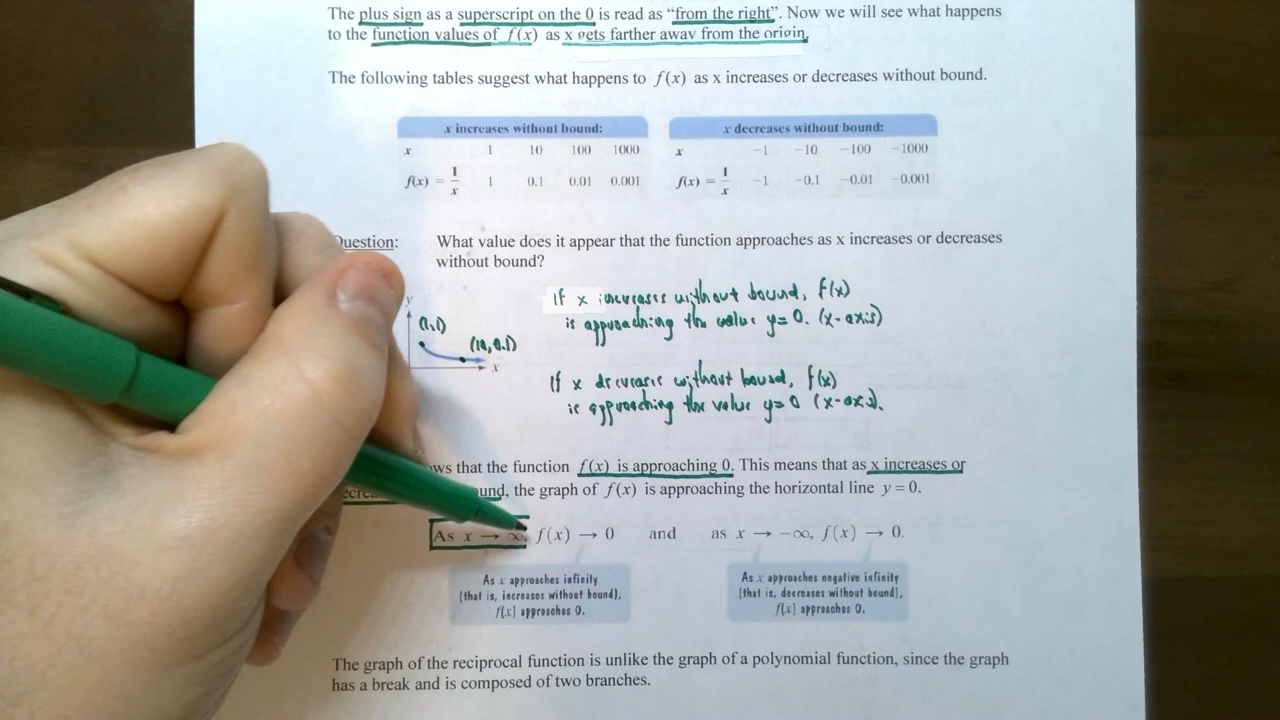 The plus sign as a superscript on the 0 is read as “from the right”. Now we will see what happens
to the function values of f(x) as x gets farther away from the origin.
The following tables suggest what happens to f(x) as x increases or decreases without bound.
x increases without bound:
x 1 10 100 1000
f(x) = 1/x 1 0.1 0.01 0.001
x decreases without bound:
x −1 −10 −100 −1000
f(x) = 1/x −1 −0.1 −0.01 −0.001
Question: What value does it appear that the function approaches as x increases or decreases
without bound?
If x increases without bound, f(x)
is approaching the value y=0. (x-axis)
y
(1,1)
(10,0.1)
x
If x decreases without bound, f(x)
is approaching the value y=0 (x-axis).
that the function f(x) is approaching 0. This means that as x increases or
the graph of f(x) is approaching the horizontal line y = 0.
As x → ∞, f(x) → 0 and as x → −∞, f(x) → 0.
As x approaches infinity
(that is, increases without bound),
f(x) approaches 0.
As x approaches negative infinity
(that is, decreases without bound),
f(x) approaches 0.
The graph of the reciprocal function is unlike the graph of a polynomial function, since the graph
has a break and is composed of two branches.